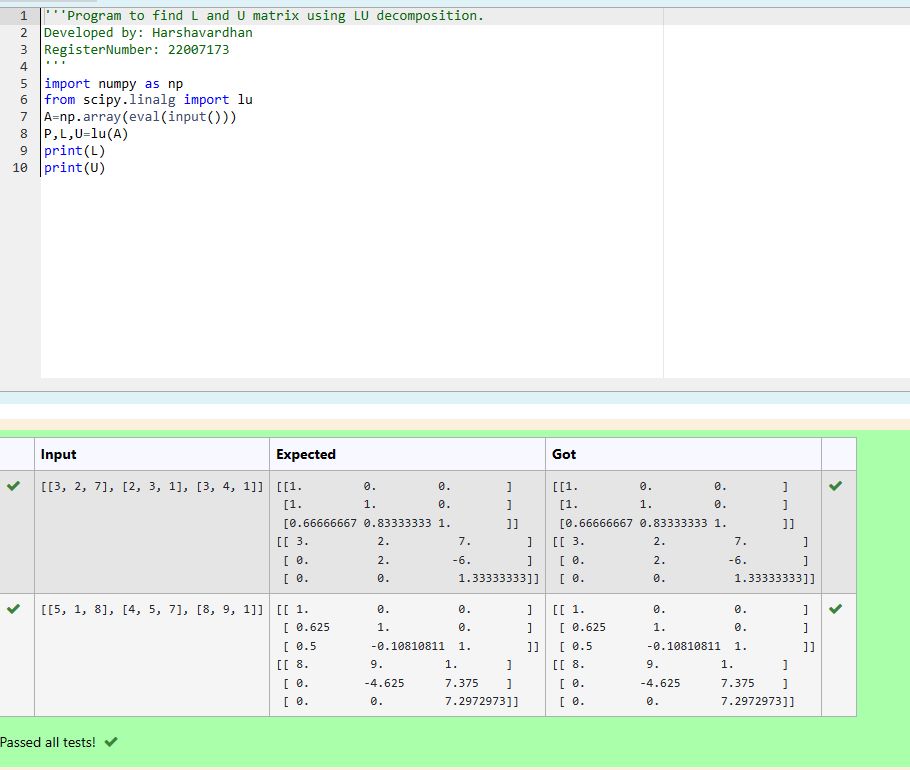 1 '''Program to find L and U matrix using LU decomposition.
2 Developed by: Harshavardhan
3 RegisterNumber: 22007173
4 '''
5 import numpy as np
6 from scipy.linalg import lu
7 A=np.array(eval(input()))
8 P,L,U=lu(A)
9 print(L)
10 print(U)
Input Expected Got
[[3, 2, 7], [2, 3, 1], [3, 4, 1]] [[1. 0. 0. ] [[1. 0. 0. ]
[1. 1. 0. ] [1. 1. 0. ]
[0.66666667 0.83333333 1. ]] [0.66666667 0.83333333 1. ]]
[[ 3. 2. 7. ] [[ 3. 2. 7. ]
[ 0. 2. -6. ] [ 0. 2. -6. ]
[ 0. 0. 1.33333333]] [ 0. 0. 1.33333333]]
[[5, 1, 8], [4, 5, 7], [8, 9, 1]] [[ 1. 0. 0. ] [[ 1. 0. 0. ]
[ 0.625 1. 0. ] [ 0.625 1. 0. ]
[ 0.5 -0.10810811 1. ]] [ 0.5 -0.10810811 1. ]]
[[ 8. 9. 1. ] [[ 8. 9. 1. ]
[ 0. -4.625 7.375 ] [ 0. -4.625 7.375 ]
[ 0. 0. 7.2972973]] [ 0. 0. 7.2972973]]
Passed all tests!